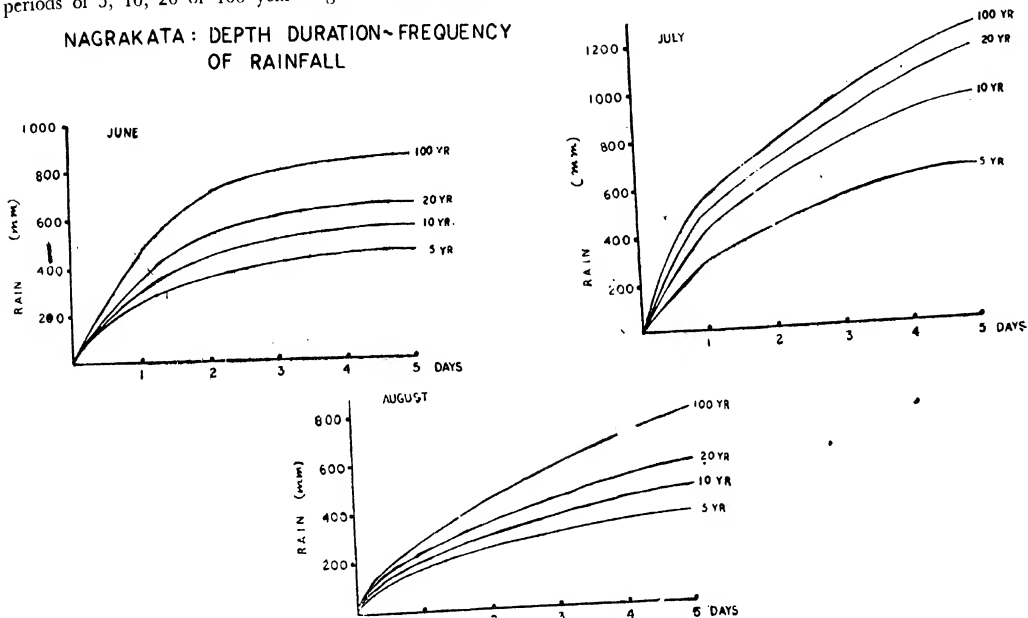 periods of 5, 10, 20 or 100 year
NAGRAKATA: DEPTH DURATION~FREQUENCY
OF RAINFALL
JUNE
1000
800
600
400
200
RAIN (mm)
100 YR
20 YR
10 YR.
5 YR
1 2 3 4 5 DAYS
JULY
1200
1000
800
600
400
200
RAIN (mm)
100 YR
20 YR
10 YR
5 YR
1 2 3 4 5 DAYS
AUGUST
800
600
400
200
RAIN (mm)
100 YR
20 YR
10 YR
5 YR
2 3 4 5 DAYS